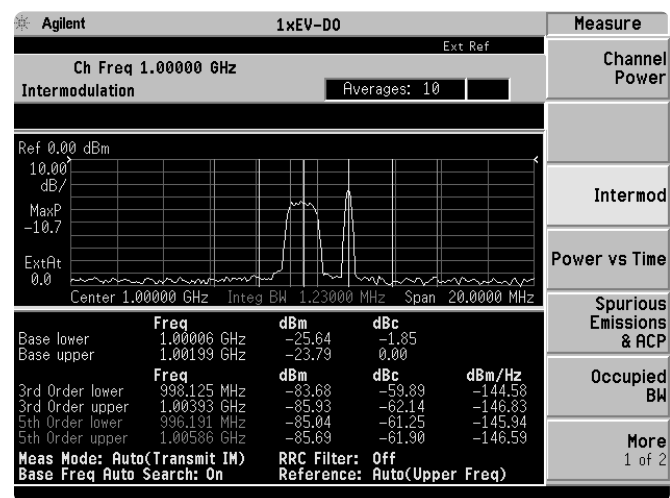 Agilent 1xEV-DO Measure
Ext Ref
Ch Freq 1.00000 GHz
Intermodulation Averages: 10
Channel Power
Intermod
Power vs Time
Spurious Emissions & ACP
Occupied BW
More 1 of 2
Ref 0.00 dBm
10.00
dB/
MaxP
-10.7
ExtAt
0.0
Center 1.00000 GHz Integ BW 1.23000 MHz Span 20.0000 MHz
Freq dBm dBc
Base lower 1.00006 GHz -25.64 -1.85
Base upper 1.00199 GHz -23.79 0.00
Freq dBm dBc dBm/Hz
3rd Order lower 998.125 MHz -83.68 -59.89 -144.58
3rd Order upper 1.00393 GHz -85.93 -62.14 -146.83
5th Order lower 996.191 MHz -85.04 -61.25 -145.94
5th Order upper 1.00586 GHz -85.69 -61.90 -146.59
Meas Mode: Auto(Transmit IM) RRC Filter: Off
Base Freq Auto Search: On Reference: Auto(Upper Freq)